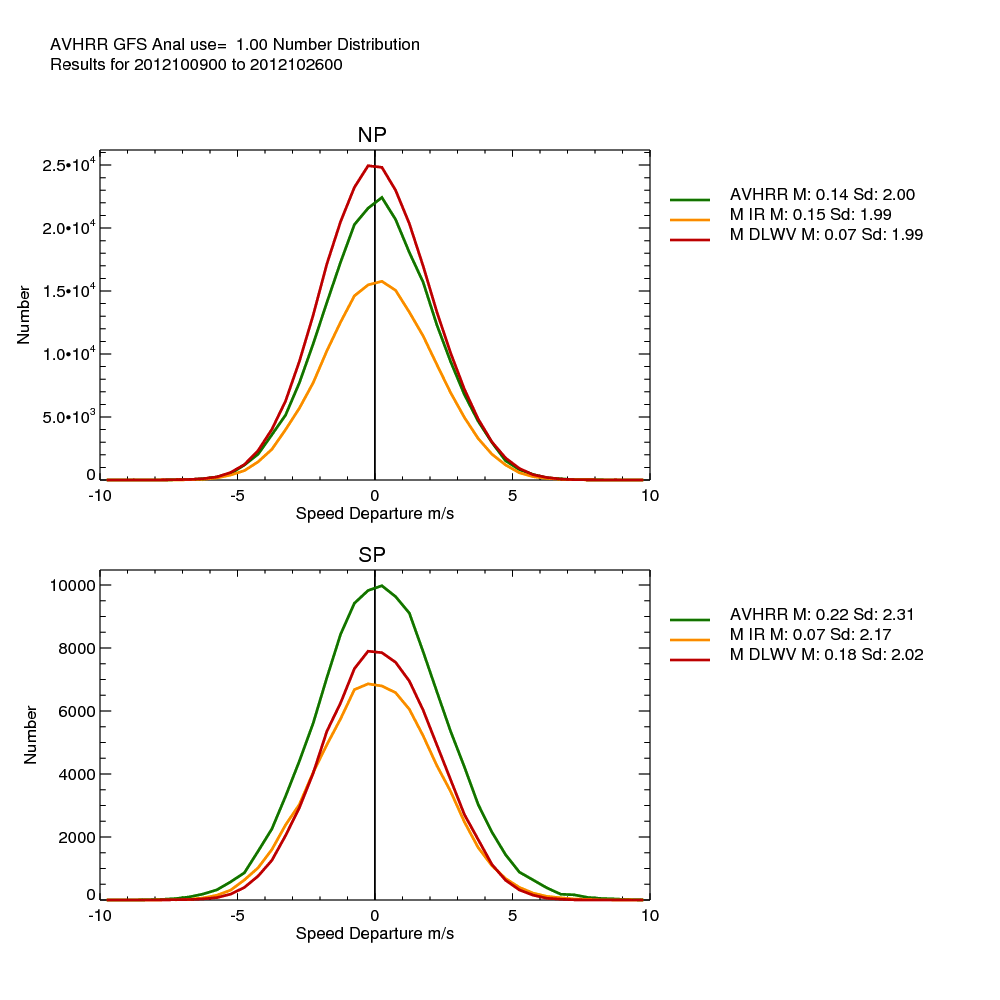 AVHRR GFS Anal use=  1.00 Number Distribution
Results for 2012100900 to 2012102600
NP
2.5•10⁴
2.0•10⁴
1.5•10⁴
1.0•10⁴
5.0•10³
0
Number
-10 -5 0 5 10
Speed Departure m/s
AVHRR M: 0.14 Sd: 2.00
M IR M: 0.15 Sd: 1.99
M DLWV M: 0.07 Sd: 1.99
SP
10000
8000
6000
4000
2000
0
Number
-10 -5 0 5 10
Speed Departure m/s
AVHRR M: 0.22 Sd: 2.31
M IR M: 0.07 Sd: 2.17
M DLWV M: 0.18 Sd: 2.02